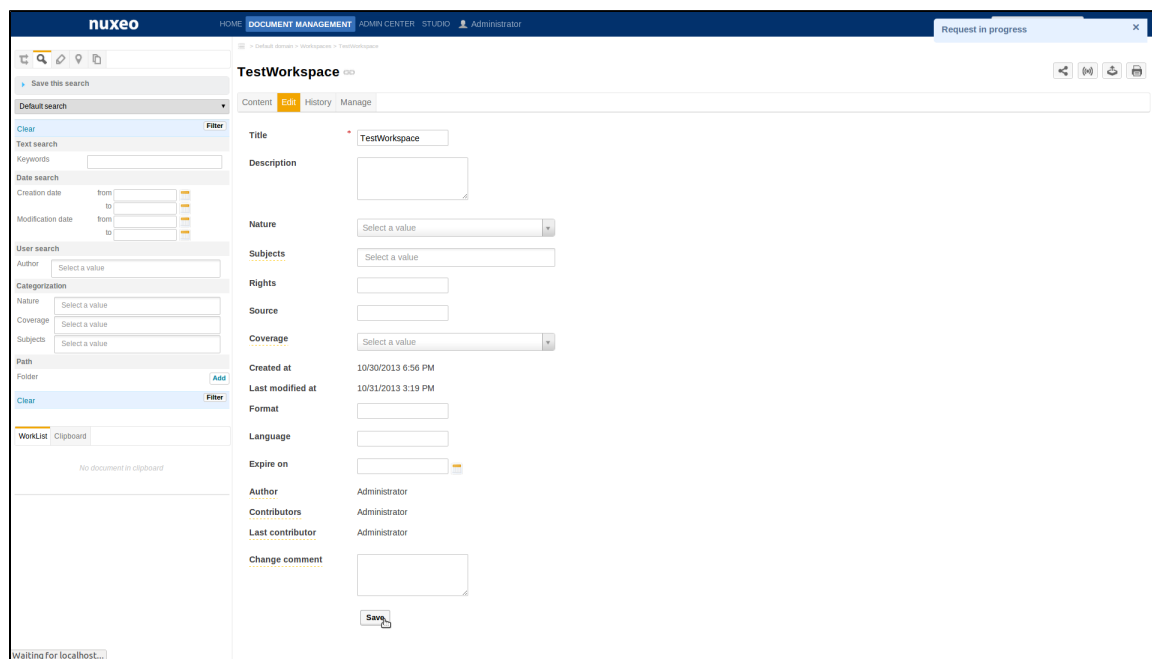 nuxeo
HOME DOCUMENT MANAGEMENT ADMIN CENTER STUDIO Administrator
Request in progress ×
> Default domain > Workspaces > TestWorkspace
TestWorkspace
Save this search
Default search
Content Edit History Manage
Clear Filter
Text search
Keywords
Date search
Creation date from
to
Modification date from
to
User search
Author Select a value
Categorization
Nature Select a value
Coverage Select a value
Subjects Select a value
Path
Folder Add
Clear Filter
WorkList Clipboard
No document in clipboard
Title * TestWorkspace
Description
Nature Select a value
Subjects Select a value
Rights
Source
Coverage Select a value
Created at 10/30/2013 6:56 PM
Last modified at 10/31/2013 3:19 PM
Format
Language
Expire on
Author Administrator
Contributors Administrator
Last contributor Administrator
Change comment
Save
Waiting for localhost...